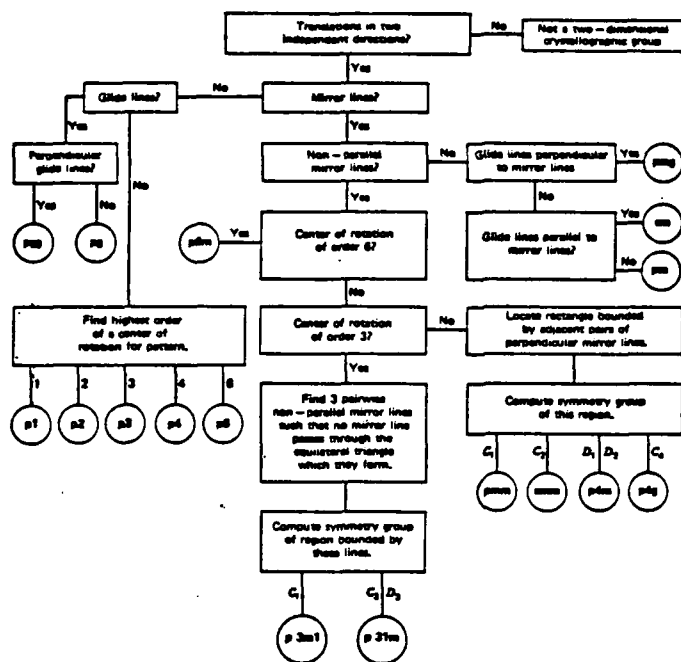 Translations in two
independent directions?
No
Not a two-dimensional
crystallographic group
Yes
Glide lines?
No
Mirror lines?
Yes
Yes
Perpendicular
glide lines?
No
Non-parallel
mirror lines?
No
Glide lines perpendicular
to mirror lines
Yes
pmg
Yes
No
Yes
No
pgg
pg
p6m
Yes
Center of rotation
of order 6?
Glide lines parallel to
mirror lines?
Yes
cm
No
pm
No
Find highest order
of a center of
rotation for pattern.
Center of rotation
of order 3?
No
Locate rectangle bounded
by adjacent pairs of
perpendicular mirror lines.
1 2 3 4 6
Yes
p1 p2 p3 p4 p6
Find 3 pairwise
non-parallel mirror lines
such that no mirror line
passes through the
equilateral triangle
which they form.
Compute symmetry group
of this region.
C₁ C₂ D₁ D₂ C₄
pmm cmm p4m p4g
Compute symmetry group
of region bounded by
these lines.
C₁ C₃ D₃
p 3m1 p 31m